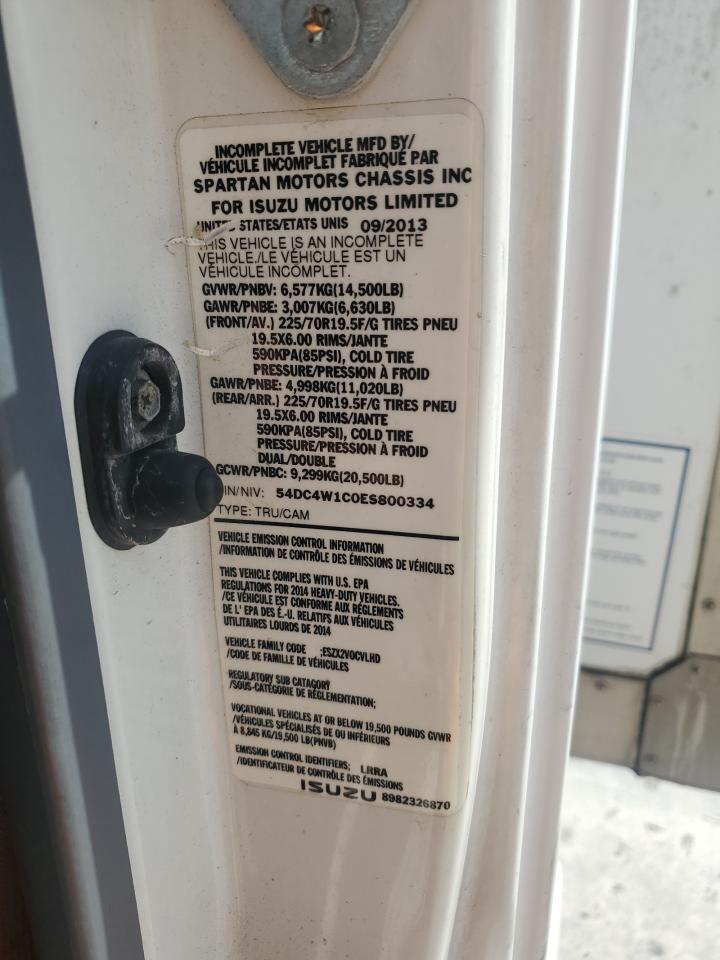 INCOMPLETE VEHICLE MFD BY/
VÉHICULE INCOMPLET FABRIQUÉ PAR
SPARTAN MOTORS CHASSIS INC
FOR ISUZU MOTORS LIMITED
UNITED STATES/ETATS UNIS 09/2013
THIS VEHICLE IS AN INCOMPLETE
VEHICLE./LE VÉHICULE EST UN
VÉHICULE INCOMPLET.
GVWR/PNBV: 6,577KG(14,500LB)
GAWR/PNBE: 3,007KG(6,630LB)
(FRONT/AV.) 225/70R19.5F/G TIRES PNEU
19.5X6.00 RIMS/JANTE
590KPA(85PSI), COLD TIRE
PRESSURE/PRESSION À FROID
GAWR/PNBE: 4,998KG(11,020LB)
(REAR/ARR.) 225/70R19.5F/G TIRES PNEU
19.5X6.00 RIMS/JANTE
590KPA(85PSI), COLD TIRE
PRESSURE/PRESSION À FROID
DUAL/DOUBLE
GCWR/PNBC: 9,299KG(20,500LB)
IN/NIV: 54DC4W1C0ES800334
TYPE: TRU/CAM
VEHICLE EMISSION CONTROL INFORMATION
/INFORMATION DE CONTRÔLE DES ÉMISSIONS DE VÉHICULES
THIS VEHICLE COMPLIES WITH U.S. EPA
REGULATIONS FOR 2014 HEAVY-DUTY VEHICLES.
/CE VÉHICULE EST CONFORME AUX RÈGLEMENTS
DE L' EPA DES É.-U. RELATIFS AUX VÉHICULES
UTILITAIRES LOURDS DE 2014
VEHICLE FAMILY CODE :ESZX2VOCVLHD
/CODE DE FAMILLE DE VÉHICULES
REGULATORY SUB CATAGORY
/SOUS-CATÉGORIE DE RÉGLEMENTATION;
VOCATIONAL VEHICLES AT OR BELOW 19,500 POUNDS GVWR
/VÉHICULES SPÉCIALISÉS DE OU INFÉRIEURS
À 8,845 KG/19,500 LB(PNVB)
EMISSION CONTROL IDENTIFIERS; LRRA
/IDENTIFICATEUR DE CONTRÔLE DES ÉMISSIONS
ISUZU 8982326870